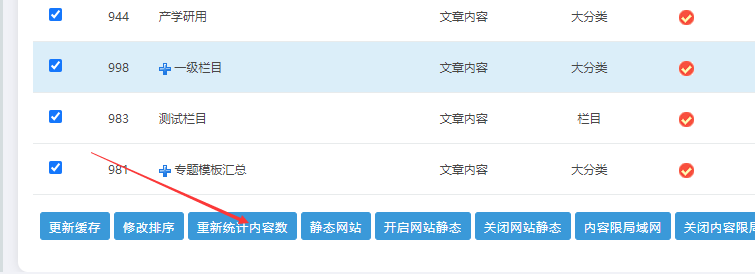 944 产学研用 文章内容 大分类
998 一级栏目 文章内容 大分类
983 测试栏目 文章内容 栏目
981 专题模板汇总 文章内容 大分类
更新缓存 修改排序 重新统计内容数 静态网站 开启网站静态 关闭网站静态 内容限局域网 关闭内容限